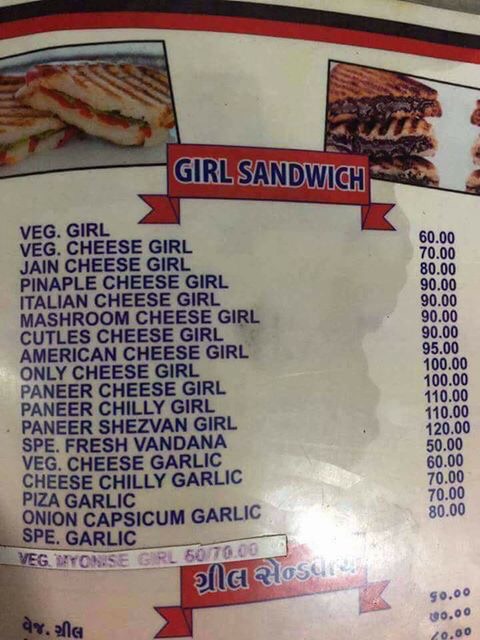 GIRL SANDWICH
VEG. GIRL 60.00
VEG. CHEESE GIRL 70.00
JAIN CHEESE GIRL 80.00
PINAPLE CHEESE GIRL 90.00
ITALIAN CHEESE GIRL 90.00
MASHROOM CHEESE GIRL 90.00
CUTLES CHEESE GIRL 90.00
AMERICAN CHEESE GIRL 95.00
ONLY CHEESE GIRL 100.00
PANEER CHEESE GIRL 100.00
PANEER CHILLY GIRL 110.00
PANEER SHEZVAN GIRL 110.00
SPE. FRESH VANDANA 120.00
VEG. CHEESE GARLIC 50.00
CHEESE CHILLY GARLIC 60.00
PIZA GARLIC 70.00
ONION CAPSICUM GARLIC 70.00
SPE. GARLIC 80.00
VEG. MYONISE GIRL 60/70.00
ગ્રીલ સેન્ડવીચ
વેજ. ગ્રીલ ૬૦.૦૦
૭૦.૦૦